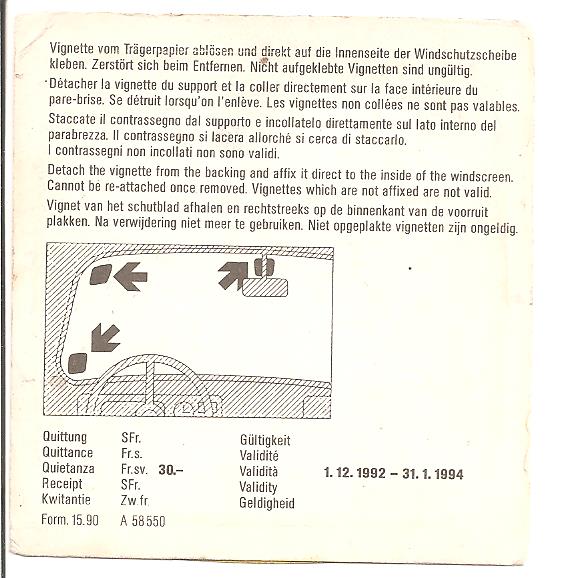 Vignette vom Trägerpapier ablösen und direkt auf die Innenseite der Windschutzscheibe
kleben. Zerstört sich beim Entfernen. Nicht aufgeklebte Vignetten sind ungültig.
Détacher la vignette du support et la coller directement sur la face intérieure du
pare-brise. Se détruit lorsqu'on l'enlève. Les vignettes non collées ne sont pas valables.
Staccate il contrassegno dal supporto e incollatelo direttamente sul lato interno del
parabrezza. Il contrassegno si lacera allorché si cerca di staccarlo.
I contrassegni non incollati non sono validi.
Detach the vignette from the backing and affix it direct to the inside of the windscreen.
Cannot be re-attached once removed. Vignettes which are not affixed are not valid.
Vignet van het schutblad afhalen en rechtstreeks op de binnenkant van de voorruit
plakken. Na verwijdering niet meer te gebruiken. Niet opgeplakte vignetten zijn ongeldig.
Quittung SFr. Gültigkeit
Quittance Fr.s. Validité
Quietanza Fr.sv. 30.– Validità 1. 12. 1992 – 31. 1. 1994
Receipt SFr. Validity
Kwitantie Zw.fr. Geldigheid
Form. 15.90 A 58550